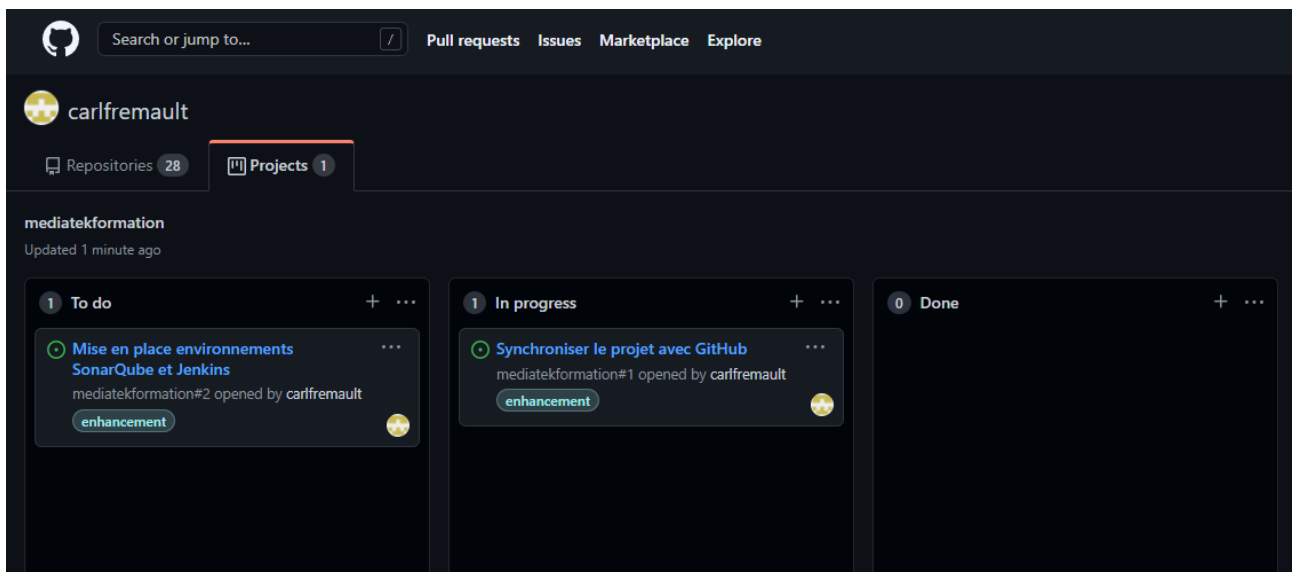 Search or jump to... /
Pull requests Issues Marketplace Explore
carlfremault
Repositories 28
Projects 1
mediatekformation
Updated 1 minute ago
1 To do + ...
Mise en place environnements ...
SonarQube et Jenkins
mediatekformation#2 opened by carlfremault
enhancement
1 In progress + ...
Synchroniser le projet avec GitHub ...
mediatekformation#1 opened by carlfremault
enhancement
0 Done + ...